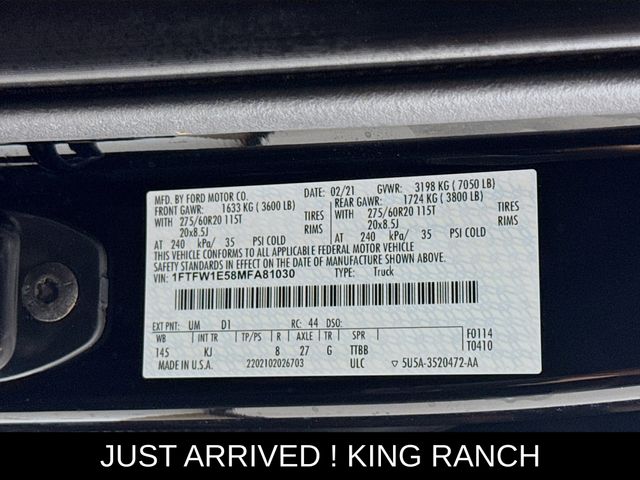 MFD. BY FORD MOTOR CO.
DATE: 02/21 GVWR: 3198 KG ( 7050 LB)
FRONT GAWR: 1633 KG ( 3600 LB) REAR GAWR: 1724 KG ( 3800 LB)
WITH 275/60R20 115T TIRES WITH 275/60R20 115T TIRES
20x8.5J RIMS 20x8.5J RIMS
AT 240 kPa/ 35 PSI COLD AT 240 kPa/ 35 PSI COLD
THIS VEHICLE CONFORMS TO ALL APPLICABLE FEDERAL MOTOR VEHICLE
SAFETY STANDARDS IN EFFECT ON THE DATE OF MANUFACTURE SHOWN ABOVE.
VIN: 1FTFW1E58MFA81030 TYPE: Truck
EXT PNT: UM D1 RC: 44 DSO: F0114
WB INT TR TP/PS R AXLE TR SPR T0410
145 KJ 8 27 G TTBB
MADE IN U.S.A. 2202102026703 ULC 5U5A-3520472-AA
JUST ARRIVED ! KING RANCH